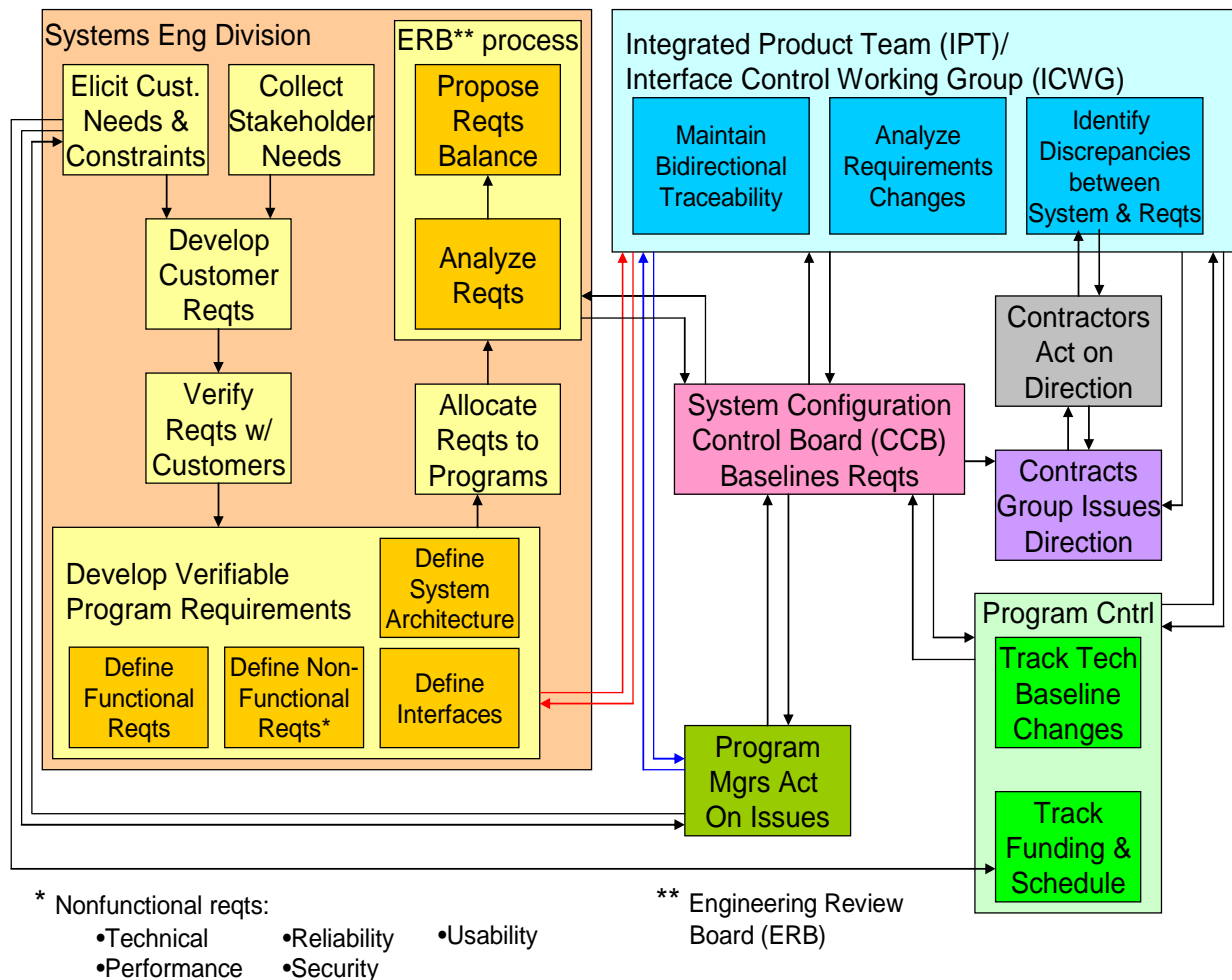 Systems Eng Division
Elicit Cust.
Needs &
Constraints
Collect
Stakeholder
Needs
Develop
Customer
Reqts
Verify
Reqts w/
Customers
Develop Verifiable
Program Requirements
Define
System
Architecture
Define
Functional
Reqts
Define Non-
Functional
Reqts*
Define
Interfaces
ERB** process
Propose
Reqts
Balance
Analyze
Reqts
Allocate
Reqts to
Programs
Integrated Product Team (IPT)/
Interface Control Working Group (ICWG)
Maintain
Bidirectional
Traceability
Analyze
Requirements
Changes
Identify
Discrepancies
between
System & Reqts
Contractors
Act on
Direction
System Configuration
Control Board (CCB)
Baselines Reqts
Contracts
Group Issues
Direction
Program Cntrl
Track Tech
Baseline
Changes
Track
Funding &
Schedule
Program
Mgrs Act
On Issues
* Nonfunctional reqts:
•Technical •Reliability •Usability
•Performance •Security
** Engineering Review
Board (ERB)